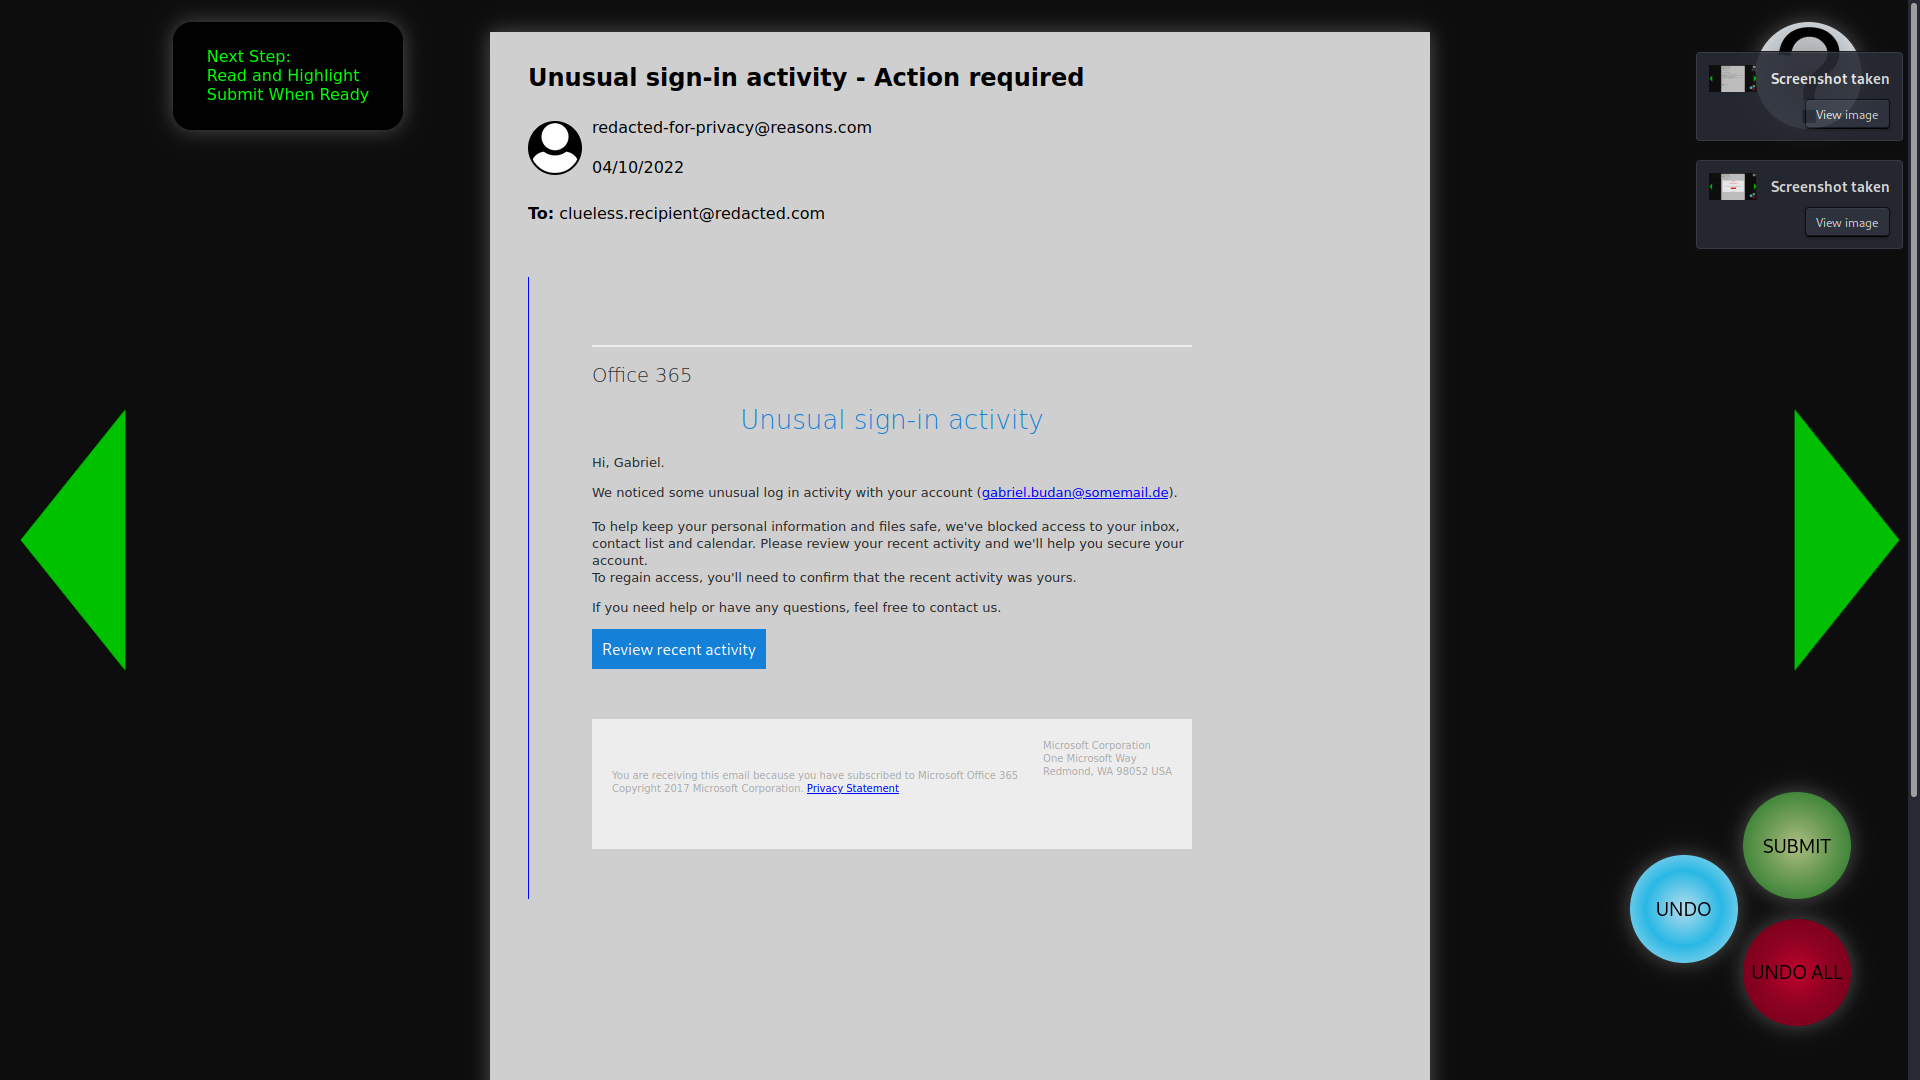 Next Step:
Read and Highlight
Submit When Ready
Unusual sign-in activity - Action required
redacted-for-privacy@reasons.com
04/10/2022
To: clueless.recipient@redacted.com
Office 365
Unusual sign-in activity
Hi, Gabriel.
We noticed some unusual log in activity with your account (gabriel.budan@somemail.de).
To help keep your personal information and files safe, we've blocked access to your inbox,
contact list and calendar. Please review your recent activity and we'll help you secure your
account.
To regain access, you'll need to confirm that the recent activity was yours.
If you need help or have any questions, feel free to contact us.
Review recent activity
Microsoft Corporation
One Microsoft Way
Redmond, WA 98052 USA
You are receiving this email because you have subscribed to Microsoft Office 365
Copyright 2017 Microsoft Corporation. Privacy Statement
?
Screenshot taken
View image
Screenshot taken
View image
SUBMIT
UNDO
UNDO ALL